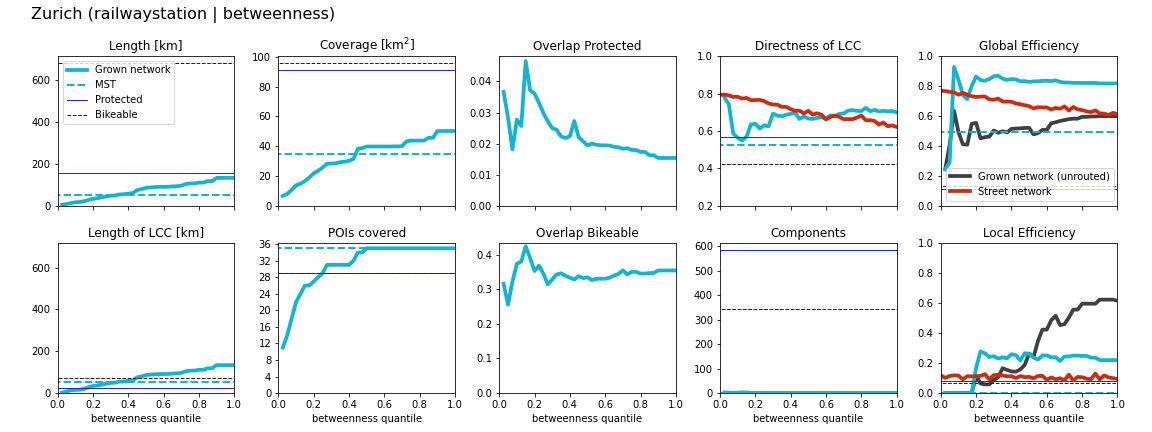 Zurich (railwaystation | betweenness)
Length [km]
Coverage [km²]
Overlap Protected
Directness of LCC
Global Efficiency
600
400
200
0
Grown network
MST
Protected
Bikeable
100
80
60
40
20
0
0.04
0.03
0.02
0.01
0.00
1.0
0.8
0.6
0.4
0.2
1.0
0.8
0.6
0.4
0.2
0.0
Grown network (unrouted)
Street network
Length of LCC [km]
POIs covered
Overlap Bikeable
Components
Local Efficiency
600
400
200
0
36
32
28
24
20
16
12
8
4
0
0.4
0.3
0.2
0.1
0.0
600
500
400
300
200
100
0
1.0
0.8
0.6
0.4
0.2
0.0
0.0 0.2 0.4 0.6 0.8 1.0
0.0 0.2 0.4 0.6 0.8 1.0
0.0 0.2 0.4 0.6 0.8 1.0
0.0 0.2 0.4 0.6 0.8 1.0
0.0 0.2 0.4 0.6 0.8 1.0
betweenness quantile
betweenness quantile
betweenness quantile
betweenness quantile
betweenness quantile